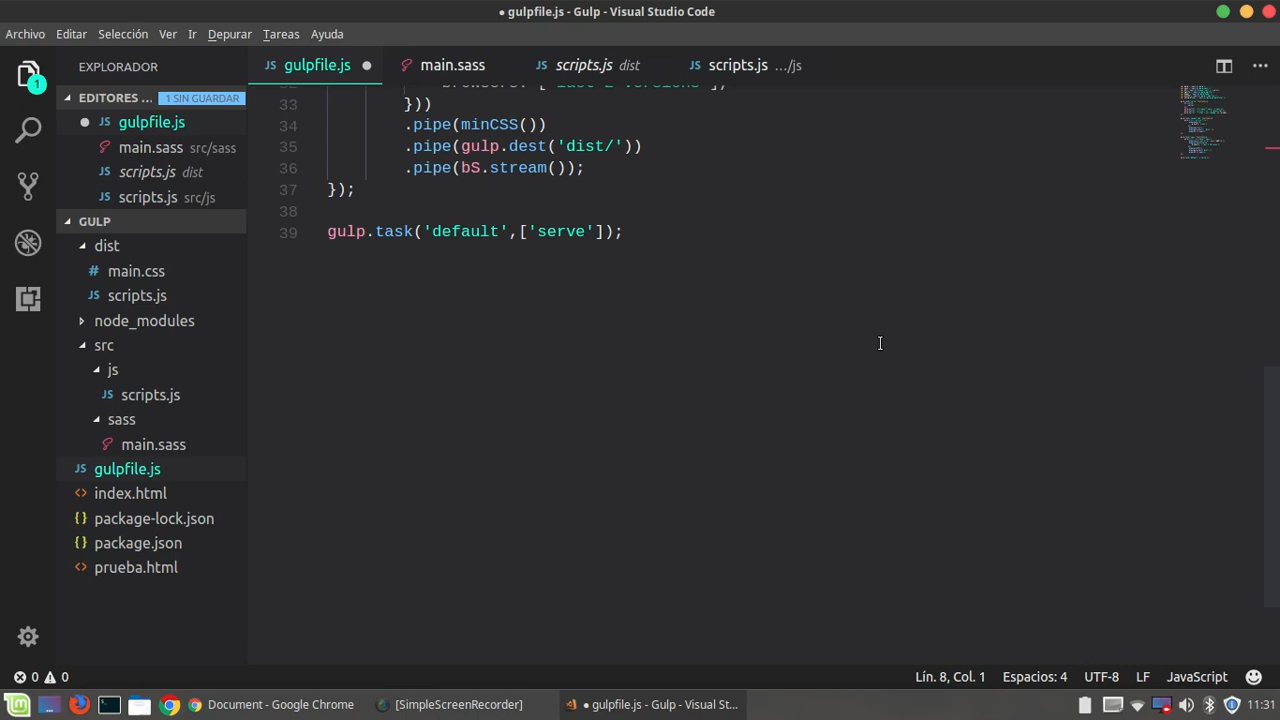 ● gulpfile.js - Gulp - Visual Studio Code
Archivo Editar Selección Ver Ir Depurar Tareas Ayuda
EXPLORADOR
EDITORES ... 1 SIN GUARDAR
gulpfile.js
main.sass src/sass
scripts.js dist
scripts.js src/js
GULP
dist
main.css
scripts.js
node_modules
src
js
scripts.js
sass
main.sass
gulpfile.js
index.html
package-lock.json
package.json
prueba.html
1
JS gulpfile.js ● main.sass JS scripts.js dist JS scripts.js .../js
33 }))
34 .pipe(minCSS())
35 .pipe(gulp.dest('dist/'))
36 .pipe(bS.stream());
37 });
38
39 gulp.task('default',['serve']);
0 0 Lín. 8, Col. 1 Espacios: 4 UTF-8 LF JavaScript
Document - Google Chrome [SimpleScreenRecorder] ● gulpfile.js - Gulp - Visual St... 11:31